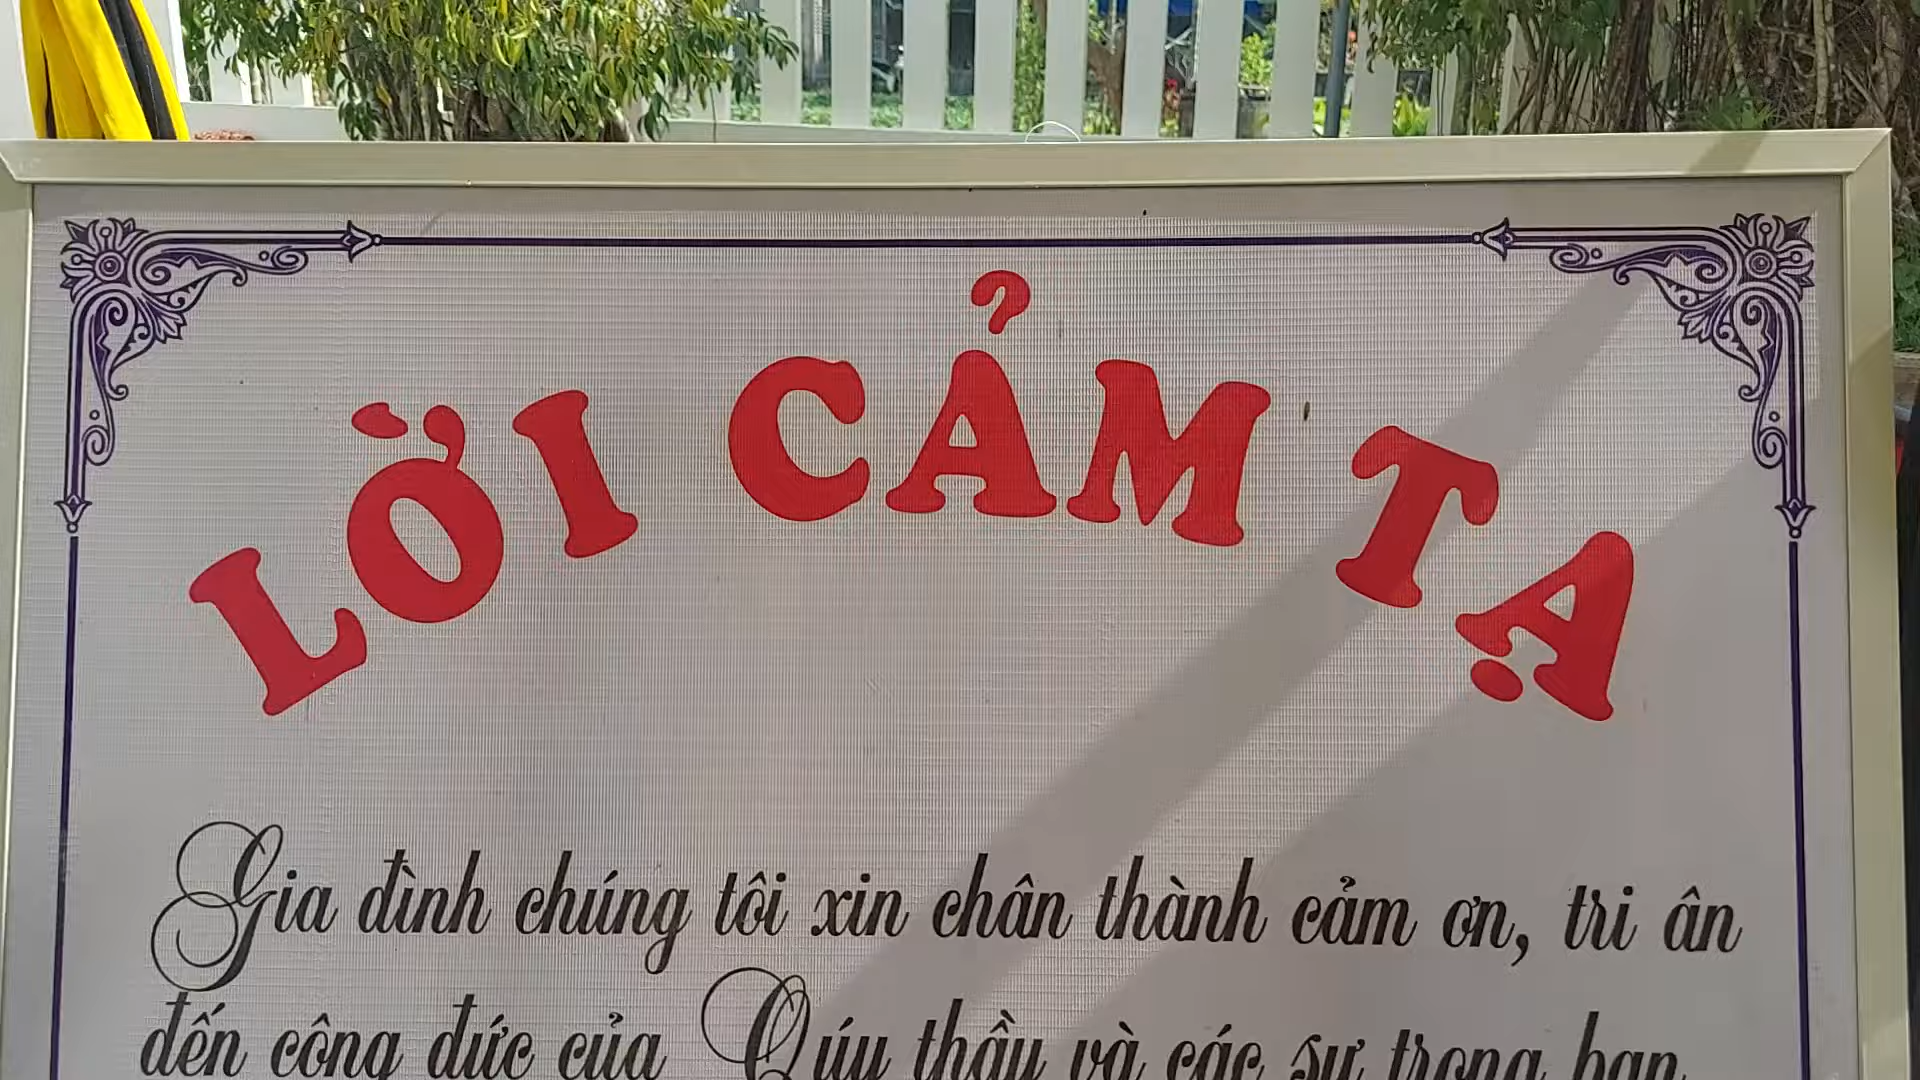 LỜI CẢM TẠ
Gia đình chúng tôi xin chân thành cảm ơn, tri ân
đến công đức của Qúy thầy và các sư trong ban